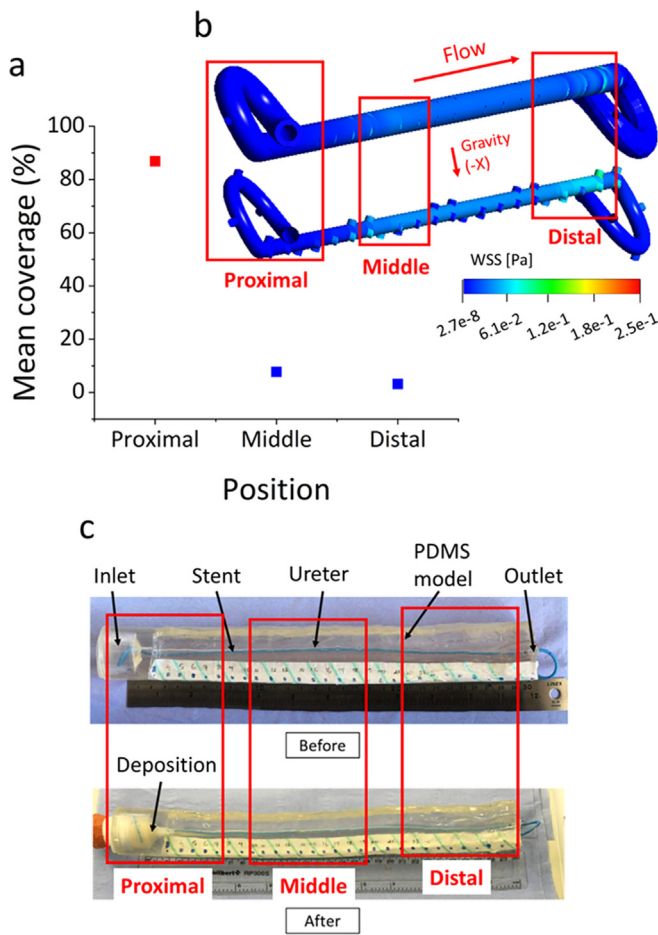 a
b
Flow
Gravity
(-X)
Proximal
Middle
Distal
WSS [Pa]
2.7e-8
6.1e-2
1.2e-1
1.8e-1
2.5e-1
Mean coverage (%)
100
80
60
40
20
0
Proximal
Middle
Distal
Position
c
Inlet
Stent
Ureter
PDMS
model
Outlet
Before
Deposition
Proximal
Middle
Distal
After